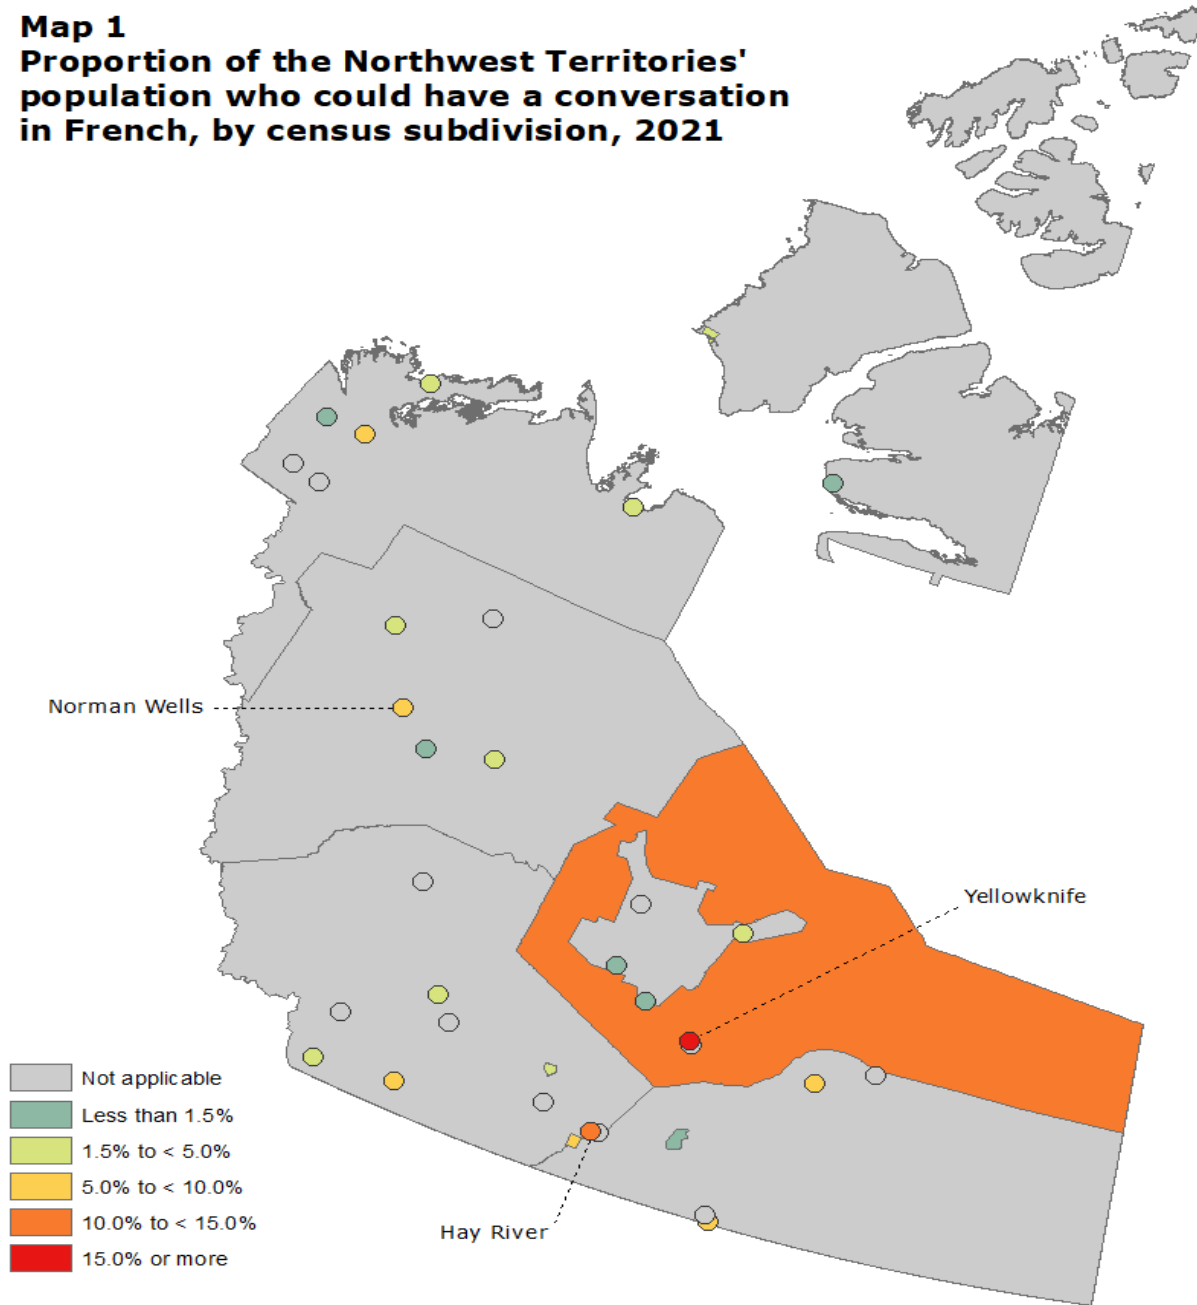 Map 1
Proportion of the Northwest Territories'
population who could have a conversation
in French, by census subdivision, 2021
Norman Wells
Yellowknife
Not applicable
Less than 1.5%
1.5% to < 5.0%
5.0% to < 10.0%
10.0% to < 15.0%
15.0% or more
Hay River